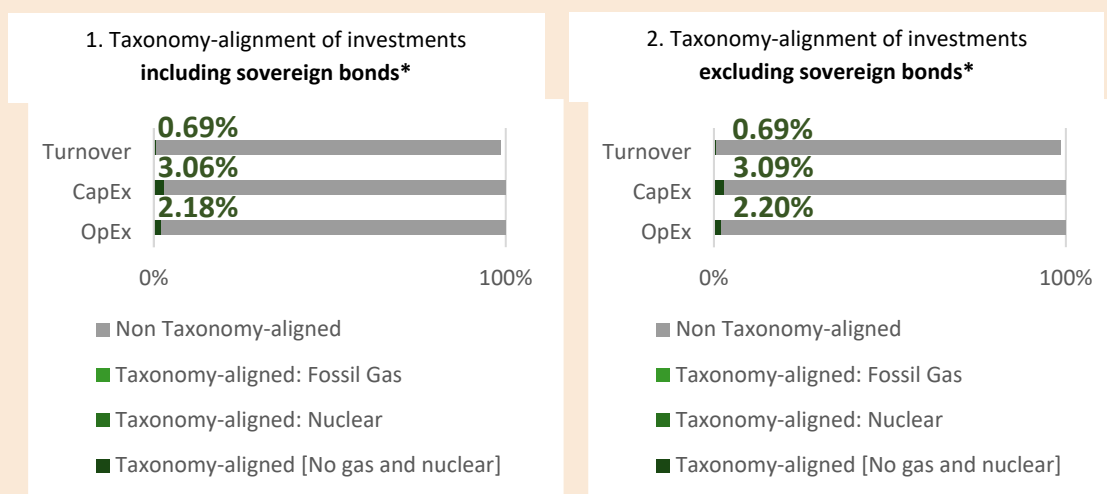 1. Taxonomy-alignment of investments
including sovereign bonds*
0.69%
Turnover
3.06%
CapEx
2.18%
OpEx
0%
100%
Non Taxonomy-aligned
Taxonomy-aligned: Fossil Gas
Taxonomy-aligned: Nuclear
Taxonomy-aligned [No gas and nuclear]
2. Taxonomy-alignment of investments
excluding sovereign bonds*
0.69%
Turnover
3.09%
CapEx
2.20%
OpEx
0%
100%
Non Taxonomy-aligned
Taxonomy-aligned: Fossil Gas
Taxonomy-aligned: Nuclear
Taxonomy-aligned [No gas and nuclear]